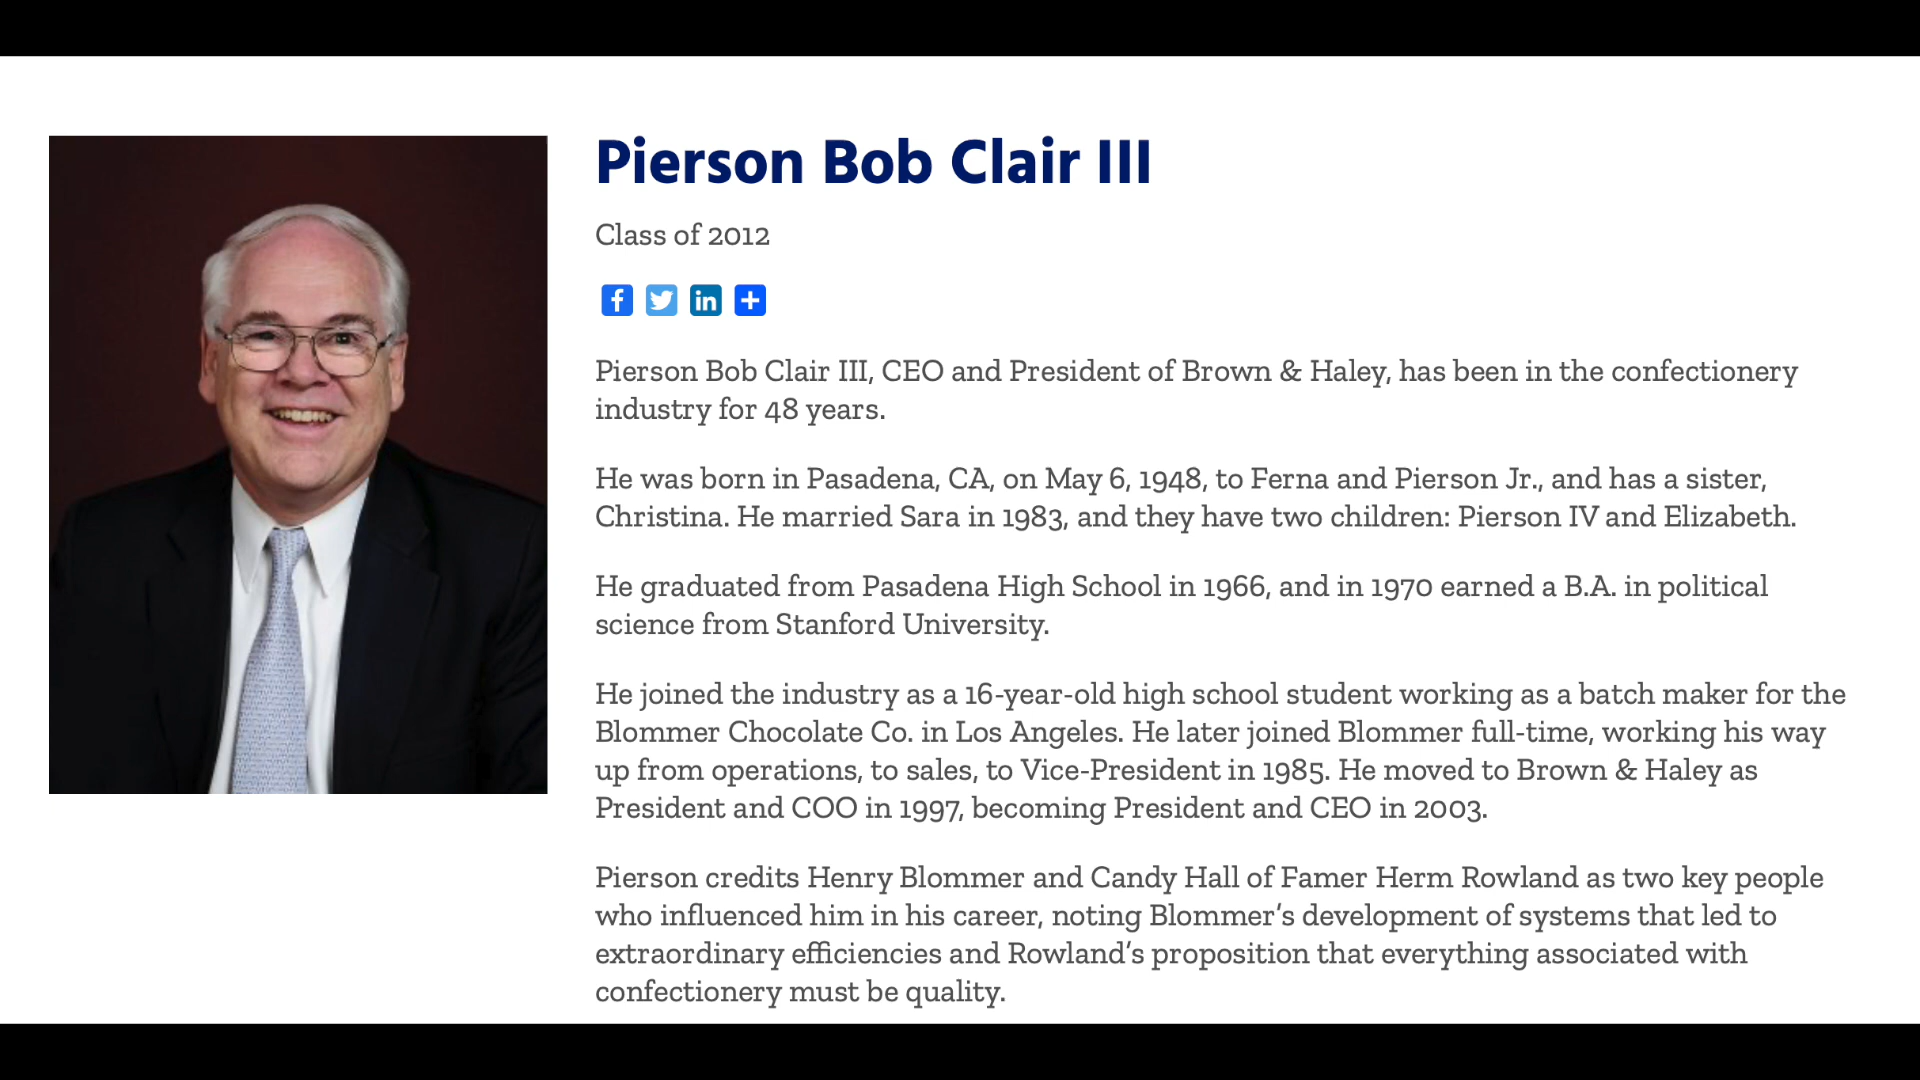 Pierson Bob Clair III
Class of 2012
Pierson Bob Clair III, CEO and President of Brown & Haley, has been in the confectionery
industry for 48 years.
He was born in Pasadena, CA, on May 6, 1948, to Ferna and Pierson Jr., and has a sister,
Christina. He married Sara in 1983, and they have two children: Pierson IV and Elizabeth.
He graduated from Pasadena High School in 1966, and in 1970 earned a B.A. in political
science from Stanford University.
He joined the industry as a 16-year-old high school student working as a batch maker for the
Blommer Chocolate Co. in Los Angeles. He later joined Blommer full-time, working his way
up from operations, to sales, to Vice-President in 1985. He moved to Brown & Haley as
President and COO in 1997, becoming President and CEO in 2003.
Pierson credits Henry Blommer and Candy Hall of Famer Herm Rowland as two key people
who influenced him in his career, noting Blommer’s development of systems that led to
extraordinary efficiencies and Rowland’s proposition that everything associated with
confectionery must be quality.